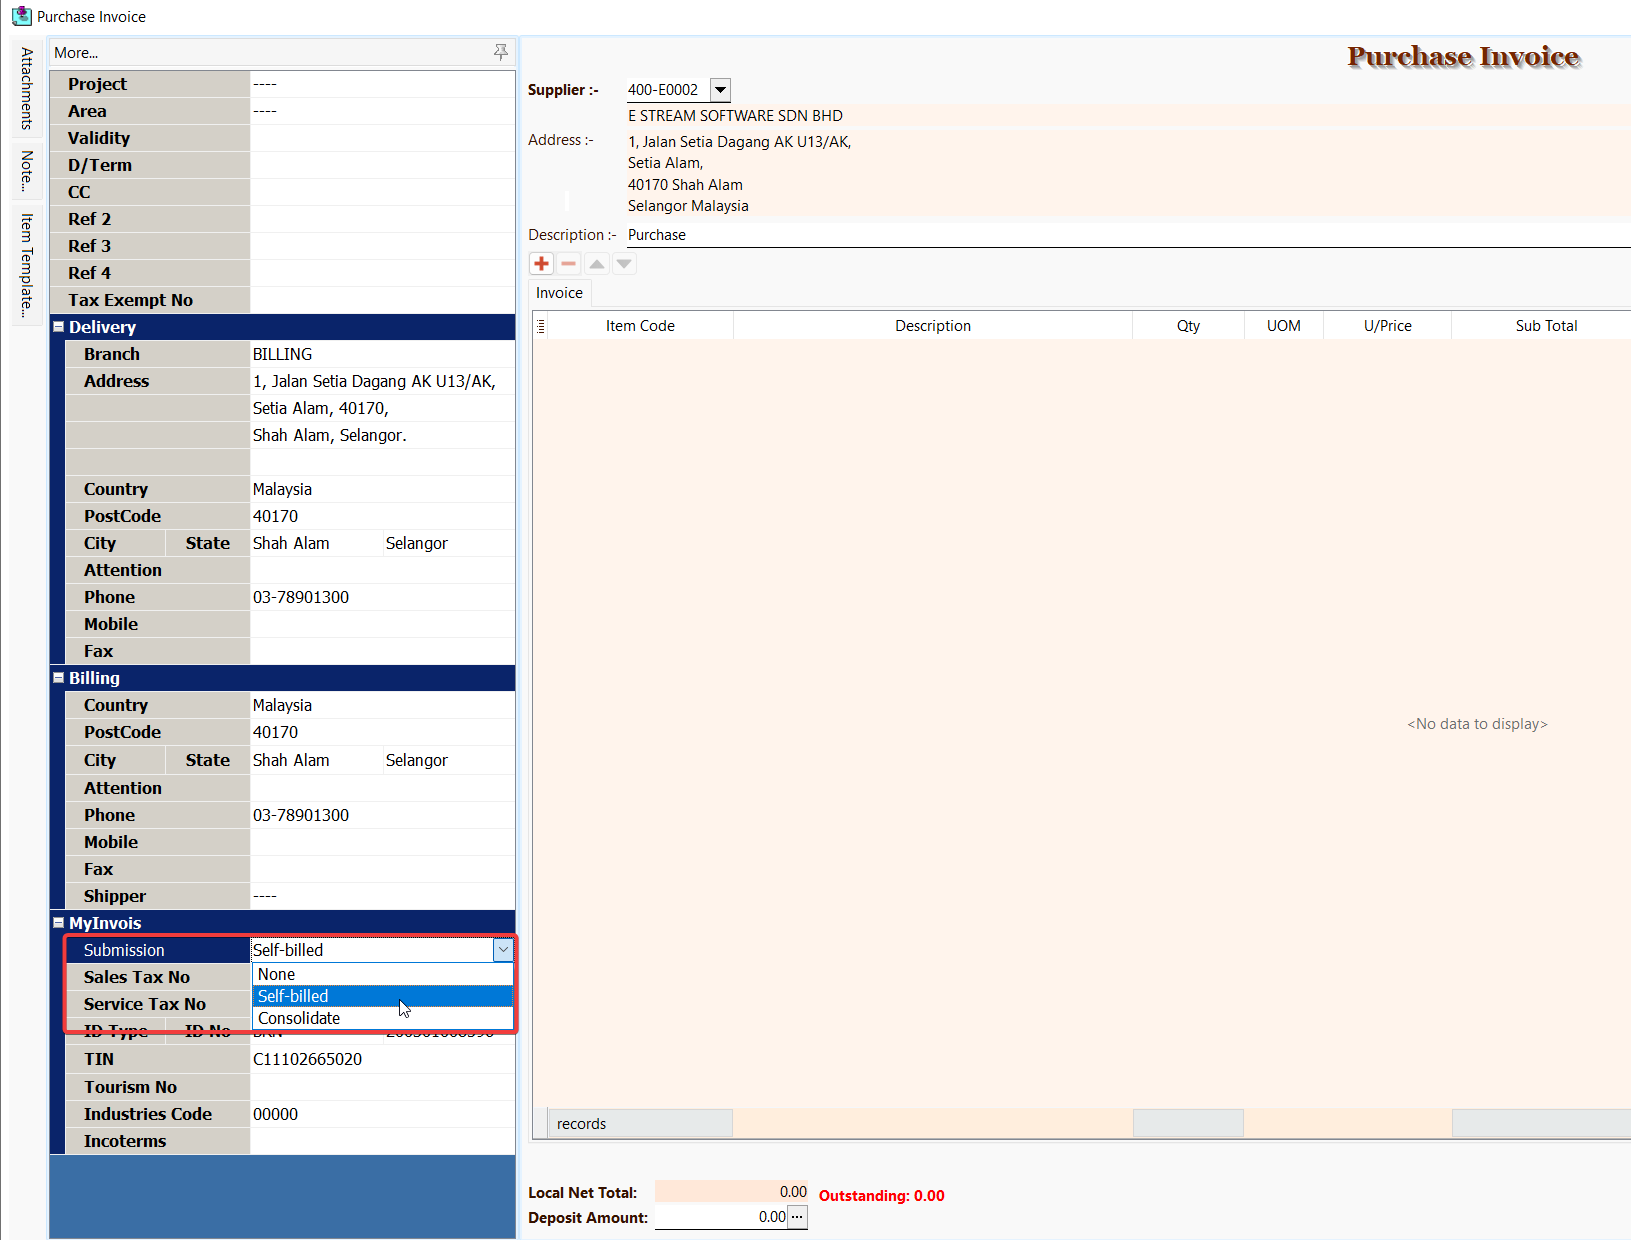 Purchase Invoice
Attachments
Note...
Item Template...
More...
Project ----
Area ----
Validity
D/Term
CC
Ref 2
Ref 3
Ref 4
Tax Exempt No
Delivery
Branch BILLING
Address 1, Jalan Setia Dagang AK U13/AK,
Setia Alam, 40170,
Shah Alam, Selangor.
Country Malaysia
PostCode 40170
City State Shah Alam Selangor
Attention
Phone 03-78901300
Mobile
Fax
Billing
Country Malaysia
PostCode 40170
City State Shah Alam Selangor
Attention
Phone 03-78901300
Mobile
Fax
Shipper ----
MyInvois
Submission Self-billed
None
Self-billed
Consolidate
Sales Tax No
Service Tax No
ID Type ID No
TIN C11102665020
Tourism No
Industries Code 00000
Incoterms
Purchase Invoice
Supplier :- 400-E0002
E STREAM SOFTWARE SDN BHD
Address :- 1, Jalan Setia Dagang AK U13/AK,
Setia Alam,
40170 Shah Alam
Selangor Malaysia
Description :- Purchase
Invoice
Item Code Description Qty UOM U/Price Sub Total
<No data to display>
records
Local Net Total: 0.00 Outstanding: 0.00
Deposit Amount: 0.00 ...